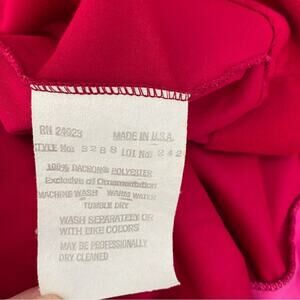 RN 24923 MADE IN U.S.A.
STYLE No: 3288 LOT No: 242
100% DACRON® POLYESTER
Exclusive of Ornamentation
MACHINE WASH WARM WATER
TUMBLE DRY
WASH SEPARATELY OR
WITH LIKE COLORS
MAY BE PROFESSIONALLY
DRY CLEANED